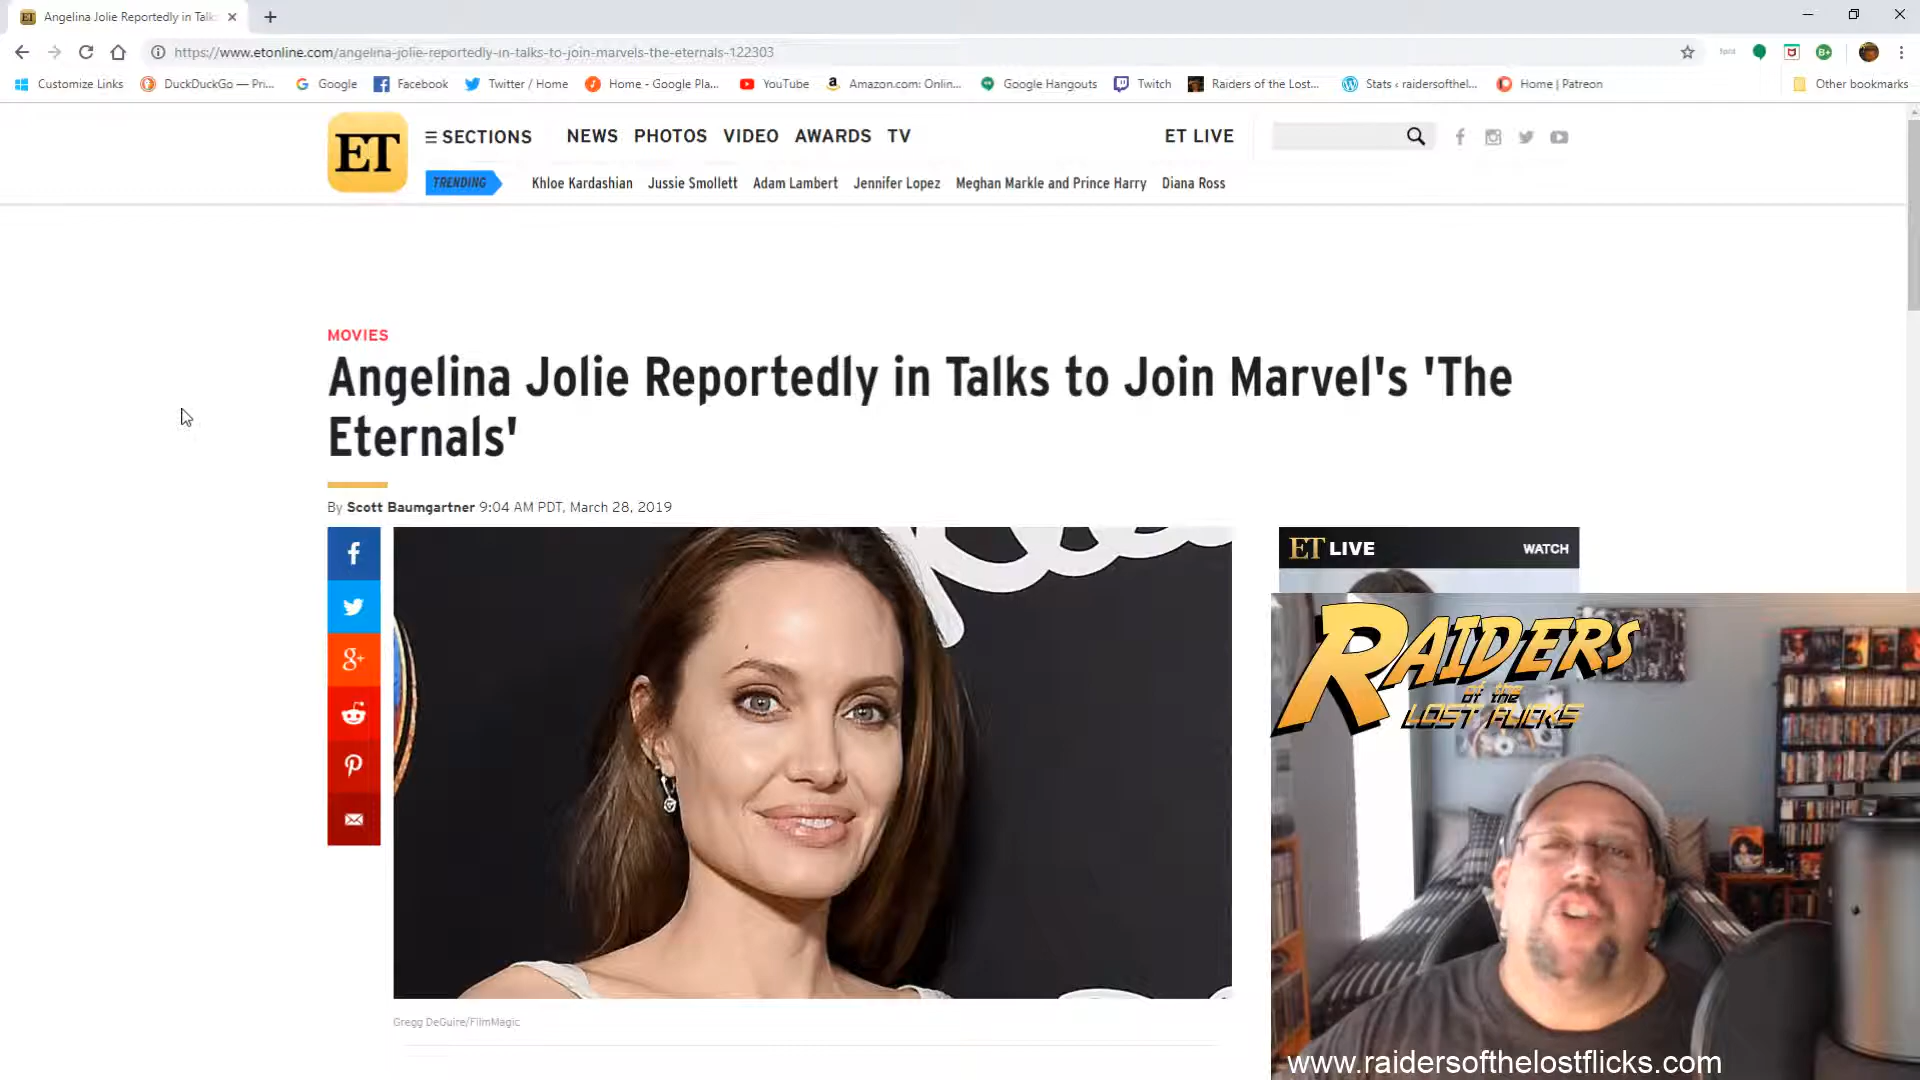 Angelina Jolie Reportedly in Talk
https://www.etonline.com/angelina-jolie-reportedly-in-talks-to-join-marvels-the-eternals-122303
Customize Links DuckDuckGo — Pri... Google Facebook Twitter / Home Home - Google Pla... YouTube Amazon.com: Onlin... Google Hangouts Twitch Raiders of the Lost... Stats ‹ raidersofthel... Home | Patreon Other bookmarks
ET
SECTIONS NEWS PHOTOS VIDEO AWARDS TV ET LIVE
TRENDING Khloe Kardashian Jussie Smollett Adam Lambert Jennifer Lopez Meghan Markle and Prince Harry Diana Ross
MOVIES
Angelina Jolie Reportedly in Talks to Join Marvel's 'The
Eternals'
By Scott Baumgartner 9:04 AM PDT, March 28, 2019
ET LIVE WATCH
RAIDERS
of the
LOST FLICKS
Gregg DeGuire/FilmMagic
www.raidersofthelostflicks.com